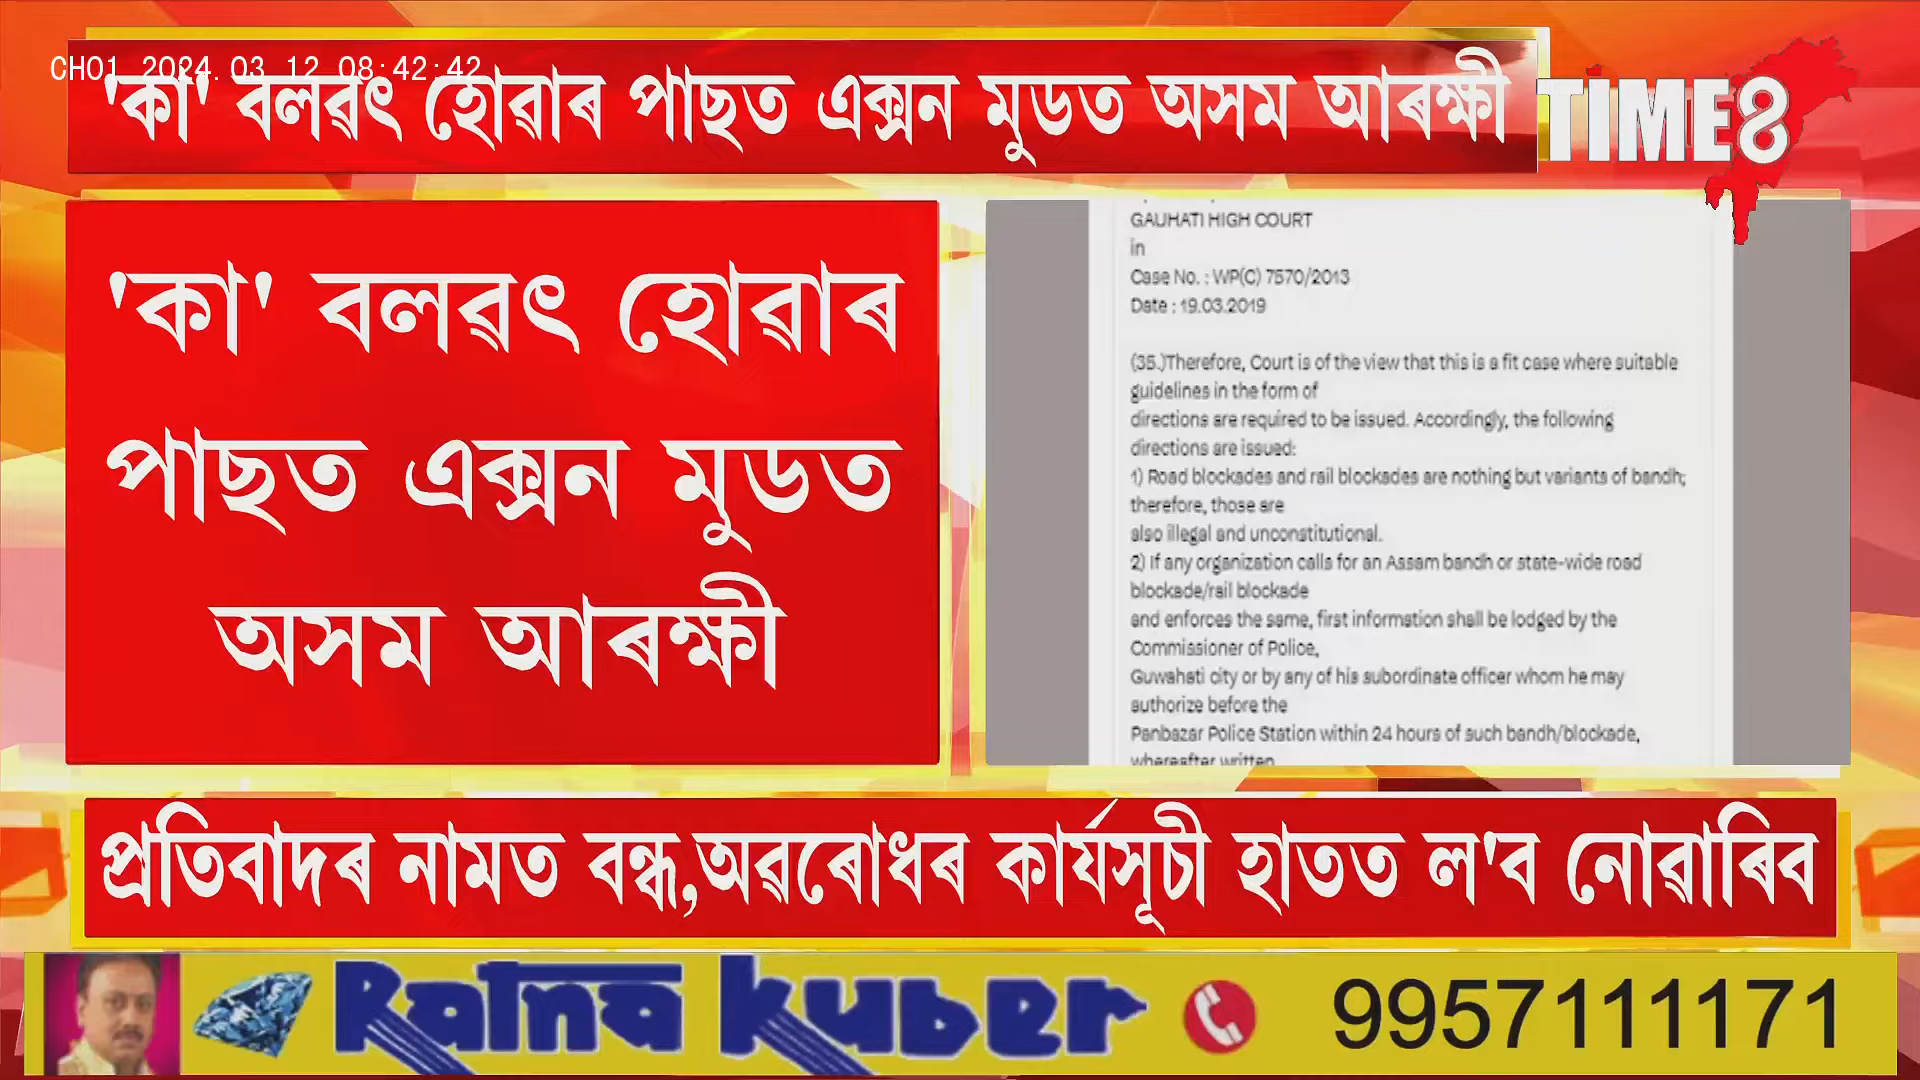 CH01 2024.03.12 08:42:42
'কা' বলৱৎ হোৱাৰ পাছত এক্সন মুডত অসম আৰক্ষী
TIME8
'কা' বলৱৎ হোৱাৰ
পাছত এক্সন মুডত
অসম আৰক্ষী
GAUHATI HIGH COURT
in
Case No. : WP(C) 7570/2013
Date : 19.03.2019
(35.)Therefore, Court is of the view that this is a fit case where suitable
guidelines in the form of
directions are required to be issued. Accordingly, the following
directions are issued:
1) Road blockades and rail blockades are nothing but variants of bandh;
therefore, those are
also illegal and unconstitutional.
2) If any organization calls for an Assam bandh or state-wide road
blockade/rail blockade
and enforces the same, first information shall be lodged by the
Commissioner of Police,
Guwahati city or by any of his subordinate officer whom he may
authorize before the
Panbazar Police Station within 24 hours of such bandh/blockade,
whereafter written
প্ৰতিবাদৰ নামত বন্ধ,অৱৰোধৰ কাৰ্যসূচী হাতত ল'ব নোৱাৰিব
Ratna Kuber 9957111171